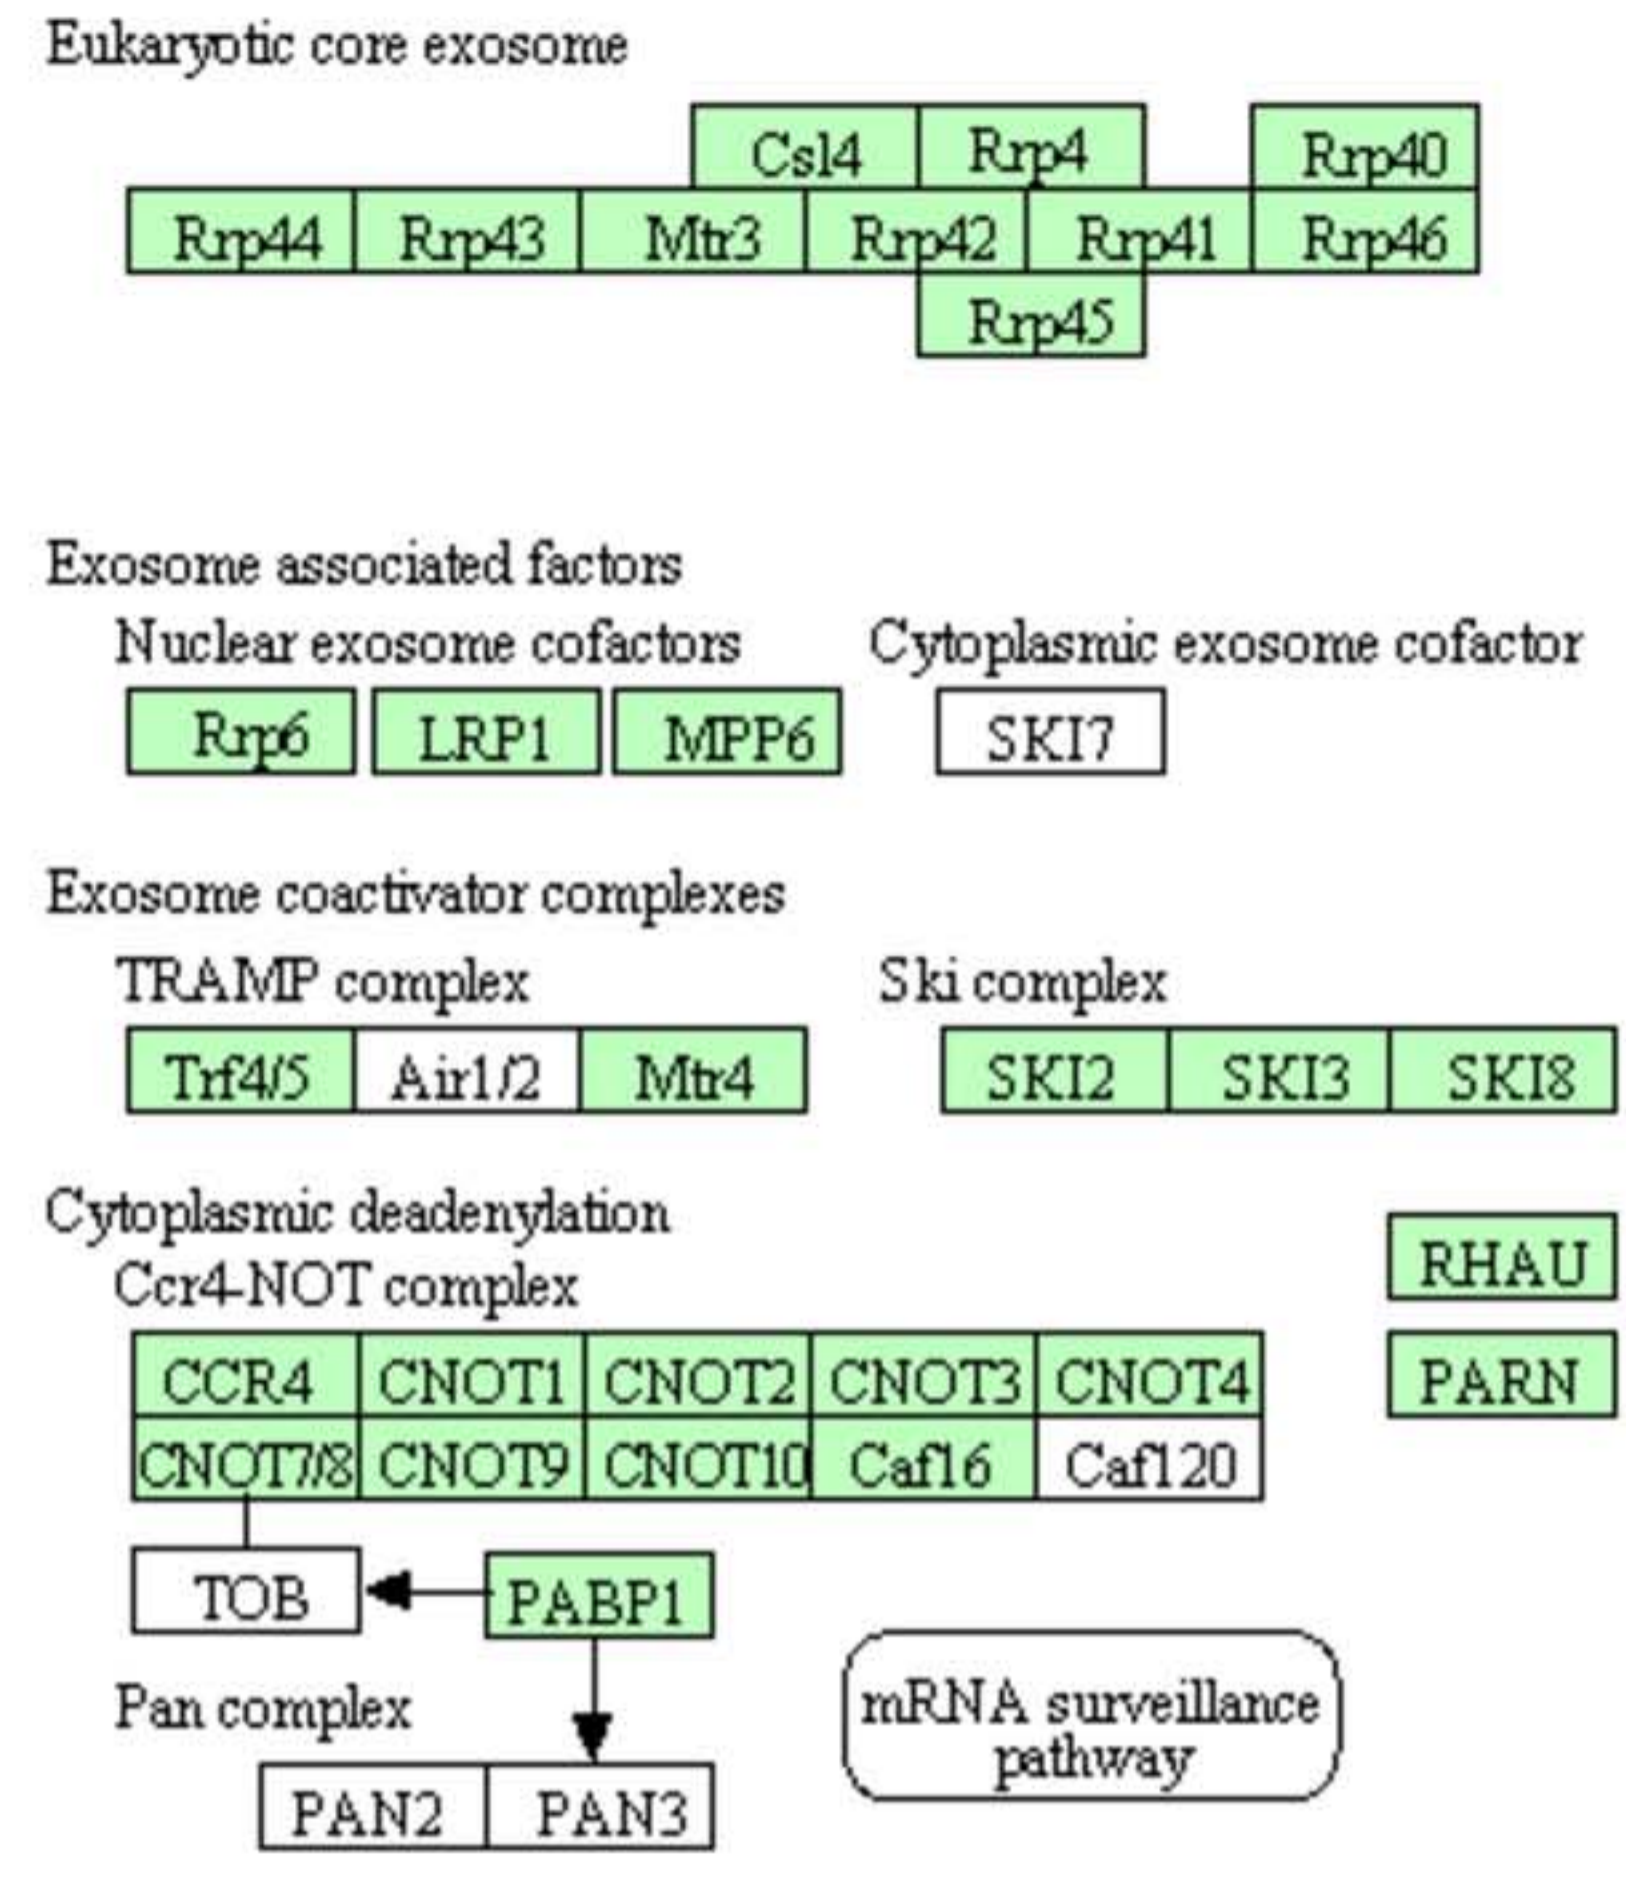 Eukaryotic core exosome
Csl4 Rrp4 Rrp40
Rrp44 Rrp43 Mtr3 Rrp42 Rrp41 Rrp46
Rrp45
Exosome associated factors
Nuclear exosome cofactors Cytoplasmic exosome cofactor
Rrp6 LRP1 MPP6 SKI7
Exosome coactivator complexes
TRAMP complex Ski complex
Trf4/5 Air1/2 Mtr4 SKI2 SKI3 SKI8
Cytoplasmic deadenylation
RHAU
Ccr4-NOT complex
CCR4 CNOT1 CNOT2 CNOT3 CNOT4 PARN
CNOT7/8 CNOT9 CNOT10 Caf16 Caf120
TOB PABP1
Pan complex
mRNA surveillance
pathway
PAN2 PAN3